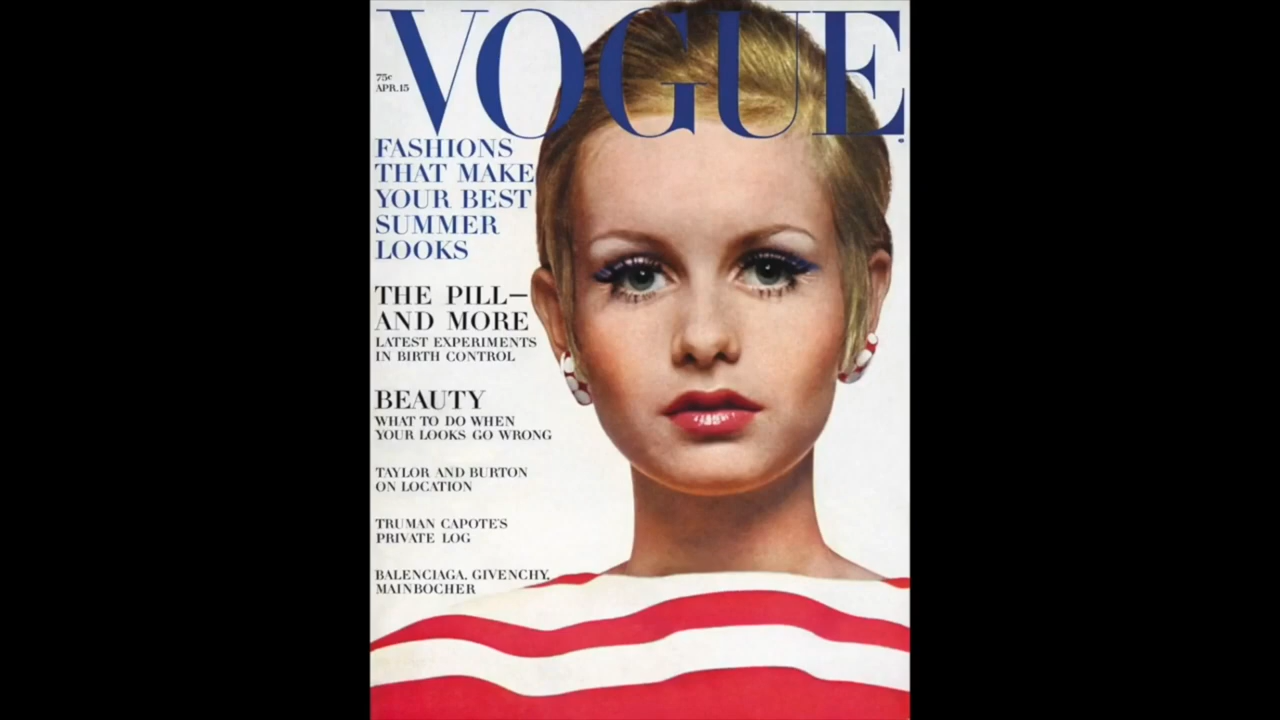 VOGUE
75¢
APR.15
FASHIONS
THAT MAKE
YOUR BEST
SUMMER
LOOKS
THE PILL—
AND MORE
LATEST EXPERIMENTS
IN BIRTH CONTROL
BEAUTY
WHAT TO DO WHEN
YOUR LOOKS GO WRONG
TAYLOR AND BURTON
ON LOCATION
TRUMAN CAPOTE'S
PRIVATE LOG
BALENCIAGA, GIVENCHY,
MAINBOCHER